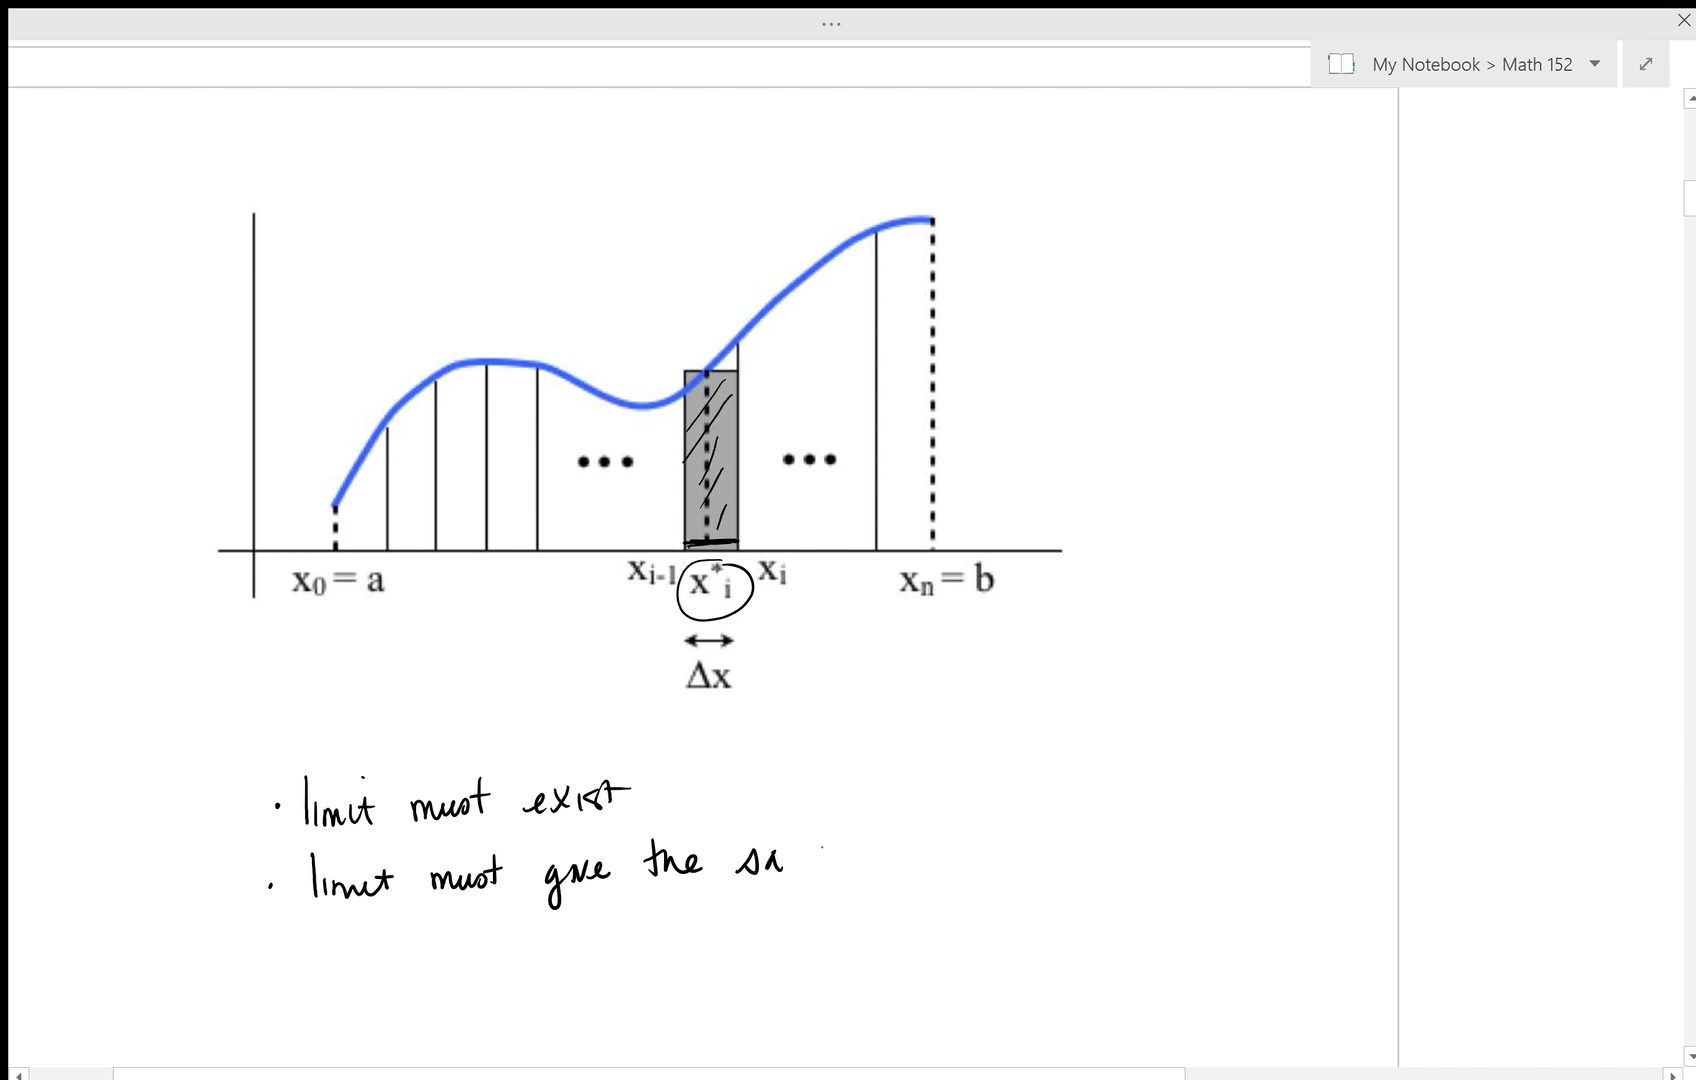 ...
My Notebook > Math 152
x₀ = a
xᵢ₋₁ x*ᵢ xᵢ
xₙ = b
Δx
• limit must exist
• limit must give the sa